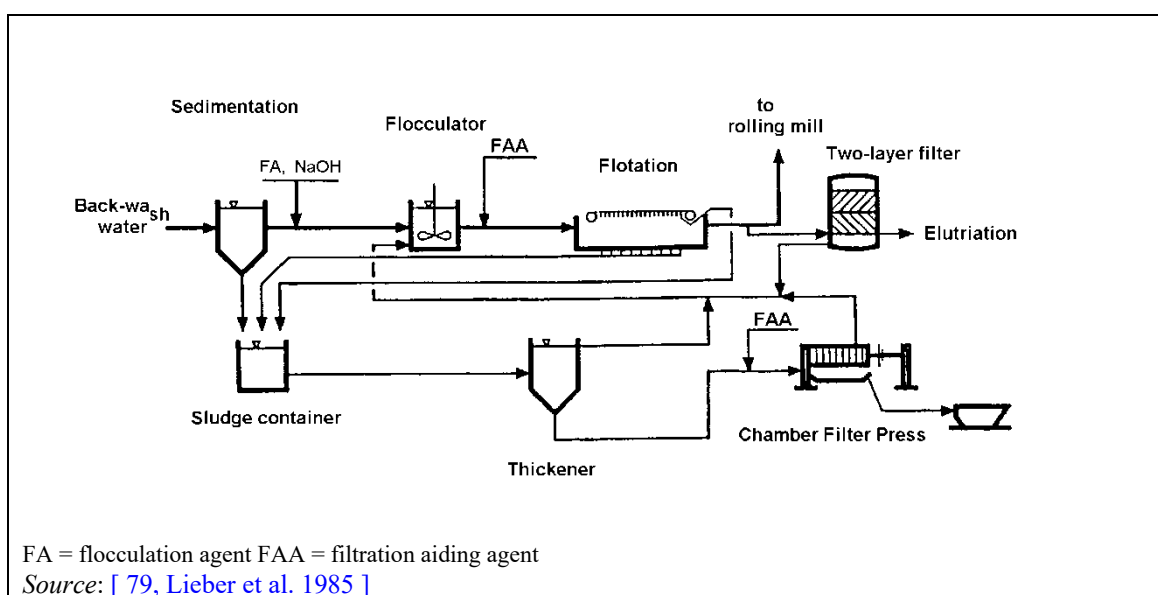 Sedimentation
to
rolling mill
Flocculator
FAA
Two-layer filter
FA, NaOH
Flotation
Back-wash
water
Elutriation
FAA
Sludge container
Chamber Filter Press
Thickener
FA = flocculation agent FAA = filtration aiding agent
Source: [ 79, Lieber et al. 1985 ]